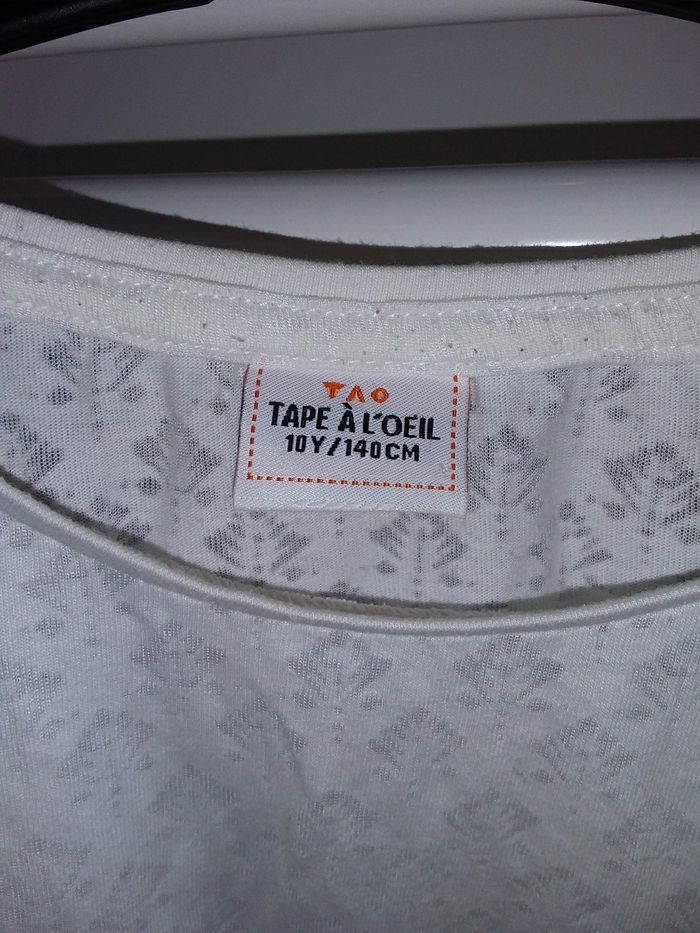 TAO
TAPE À L'OEIL
10Y/140CM